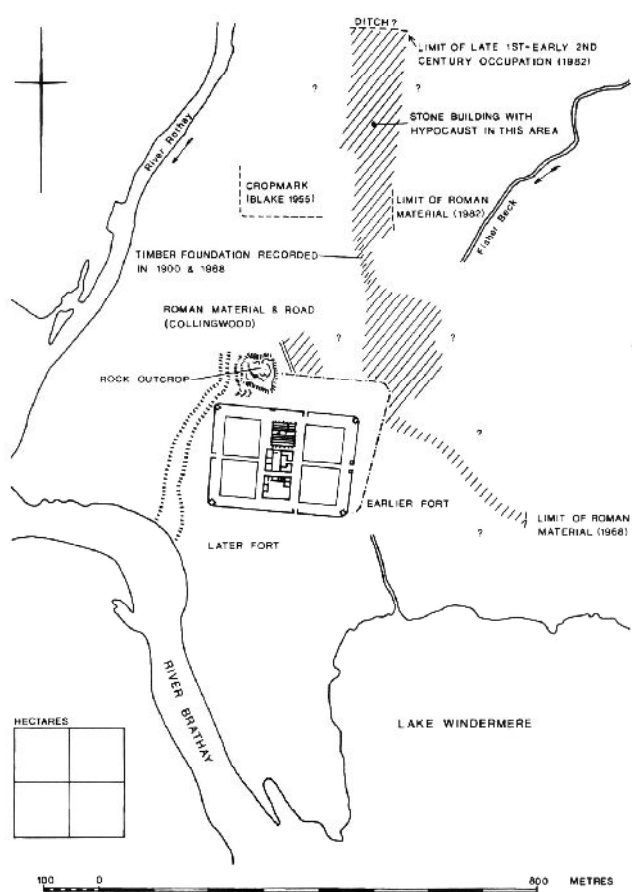 DITCH ?
LIMIT OF LATE 1ST-EARLY 2ND
CENTURY OCCUPATION (1982)
?
?
STONE BUILDING WITH
HYPOCAUST IN THIS AREA
River Rothay
CROPMARK
(BLAKE 1955)
LIMIT OF ROMAN
MATERIAL (1982)
Fisher Beck
TIMBER FOUNDATION RECORDED
IN 1900 & 1968
ROMAN MATERIAL & ROAD
(COLLINGWOOD)
?
?
ROCK OUTCROP
?
EARLIER FORT
LIMIT OF ROMAN
MATERIAL (1968)
?
LATER FORT
RIVER BRATHAY
LAKE WINDERMERE
HECTARES
100 0 800 METRES